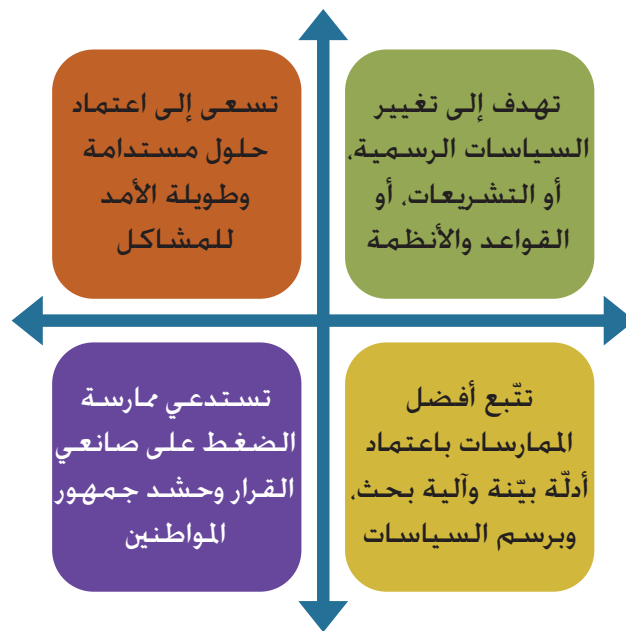 تهدف إلى تغيير
السياسات الرسمية،
أو التشريعات، أو
القواعد والأنظمة
تسعى إلى اعتماد
حلول مستدامة
وطويلة الأمد
للمشاكل
تتّبع أفضل
الممارسات باعتماد
أدلّة بيّنة وآلية بحث،
وبرسم السياسات
تستدعي ممارسة
الضغط على صانعي
القرار وحشد جمهور
المواطنين